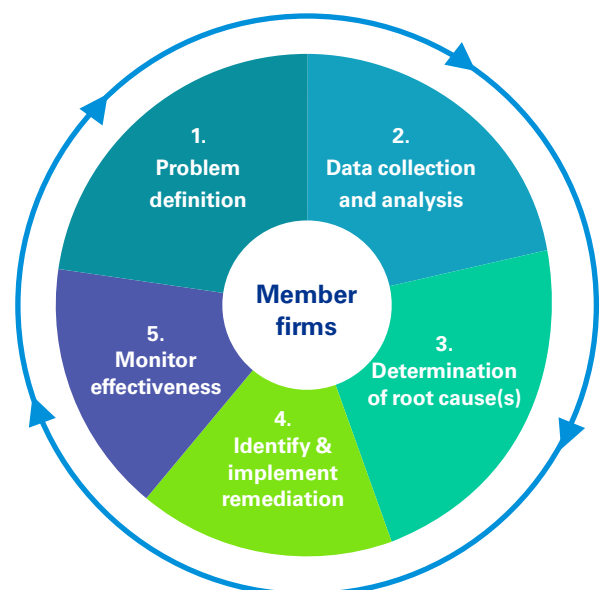 1.
Problem
definition
2.
Data collection
and analysis
Member
firms
3.
Determination
of root cause(s)
4.
Identify &
implement
remediation
5.
Monitor
effectiveness